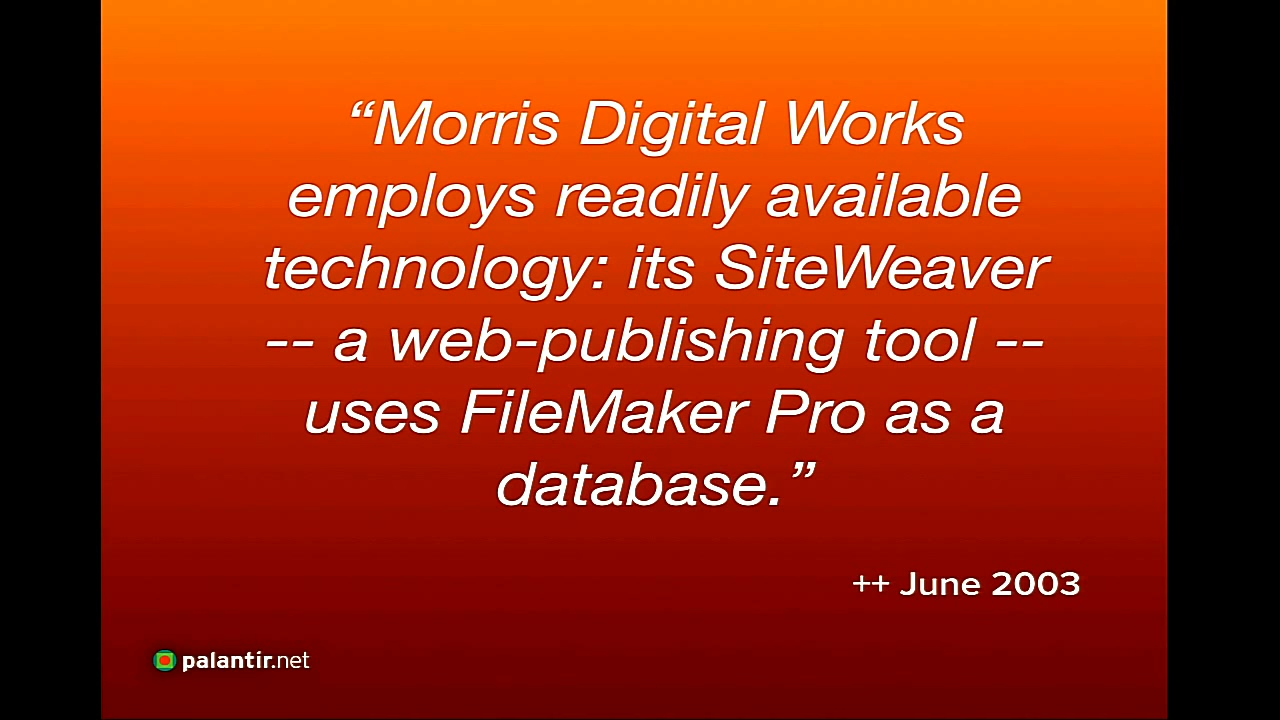 “Morris Digital Works
employs readily available
technology: its SiteWeaver
-- a web-publishing tool --
uses FileMaker Pro as a
database.”
++ June 2003
palantir.net